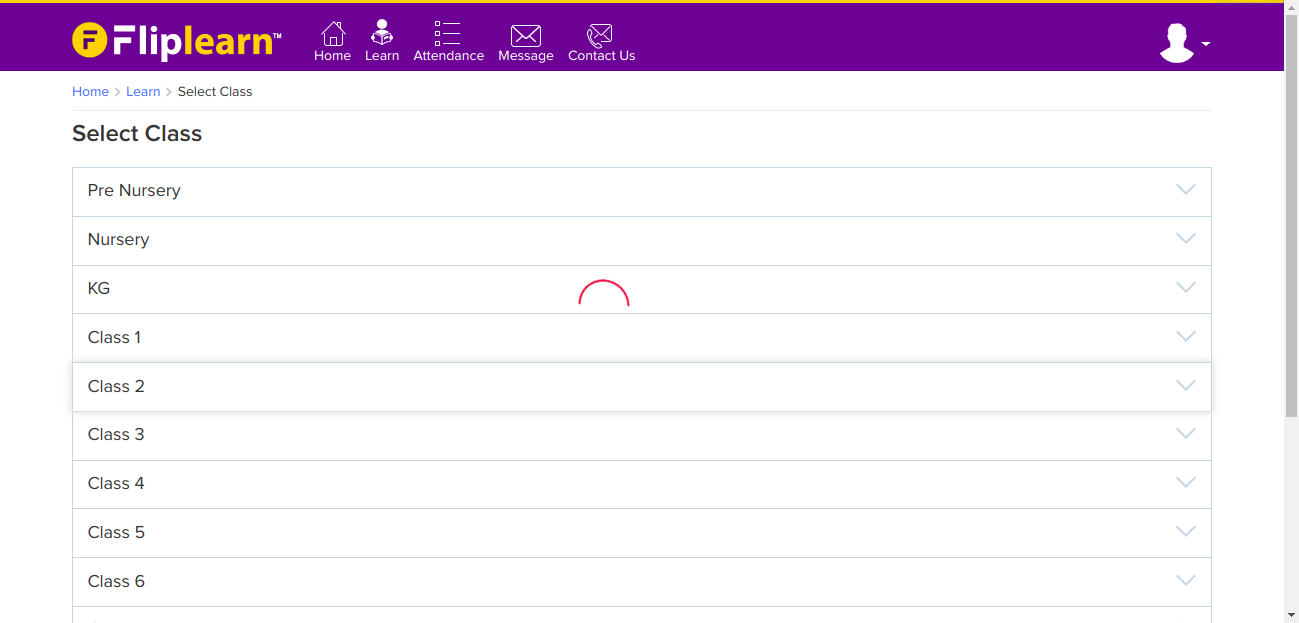 Fliplearn™
Home Learn Attendance Message Contact Us
Home > Learn > Select Class
Select Class
Pre Nursery
Nursery
KG
Class 1
Class 2
Class 3
Class 4
Class 5
Class 6